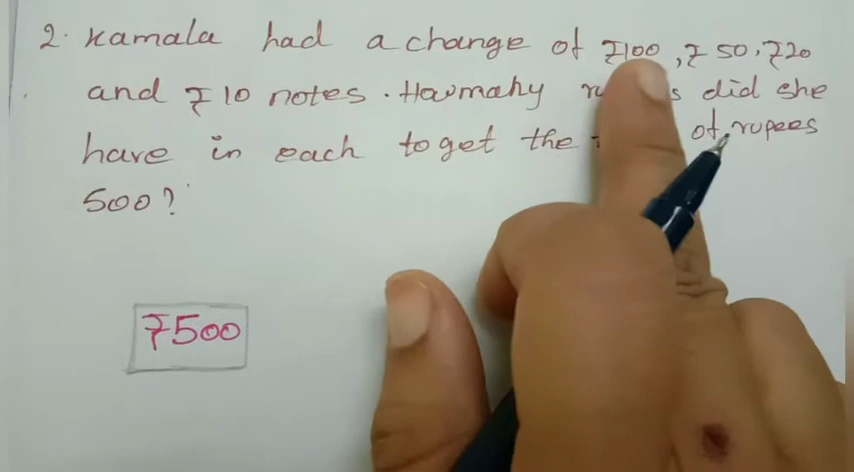 2. Kamala had a change of ₹100, ₹50, ₹20
and ₹10 notes. How mahy did she
have in each to get the of rupees
500?
₹500